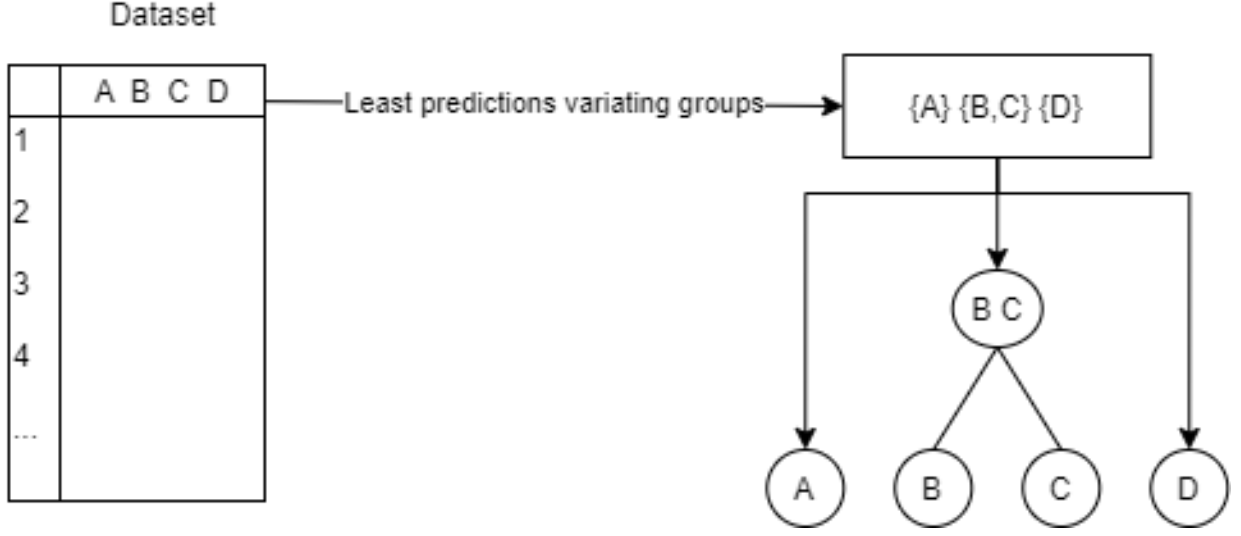 Dataset
A B C D
1
2
3
4
...
Least predictions variating groups
{A} {B,C} {D}
B C
A
B
C
D